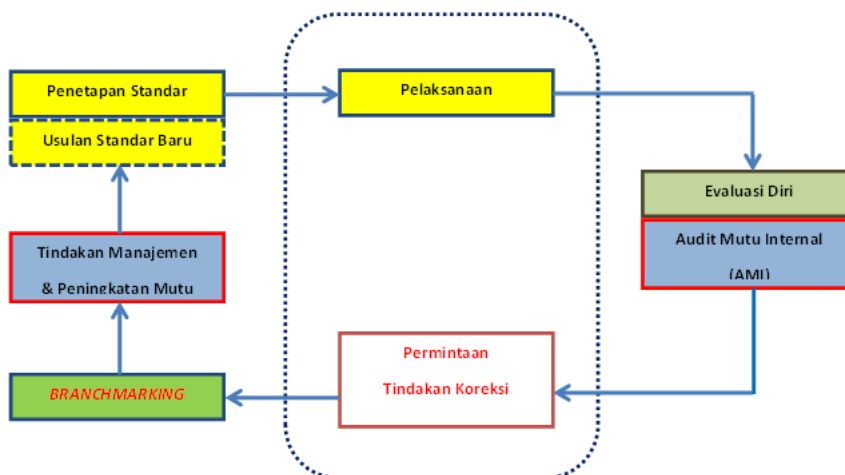 Penetapan Standar
Usulan Standar Baru
Pelaksanaan
Evaluasi Diri
Audit Mutu Internal
(AMI)
Permintaan
Tindakan Koreksi
BRANCHMARKING
Tindakan Manajemen
& Peningkatan Mutu